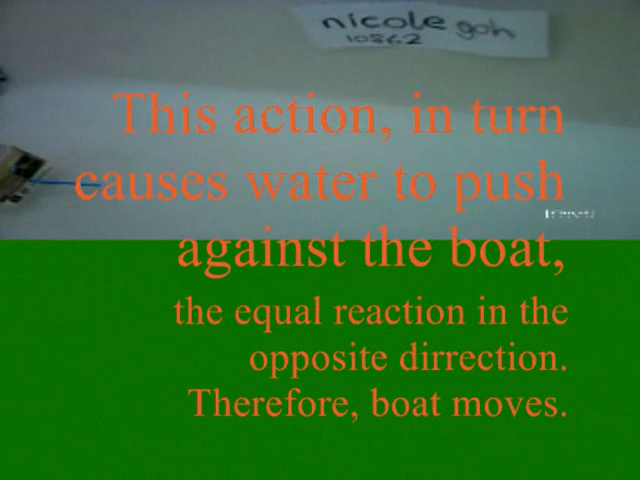 nicole goh
10862
This action, in turn
causes water to push
against the boat,
the equal reaction in the
opposite dirrection.
Therefore, boat moves.